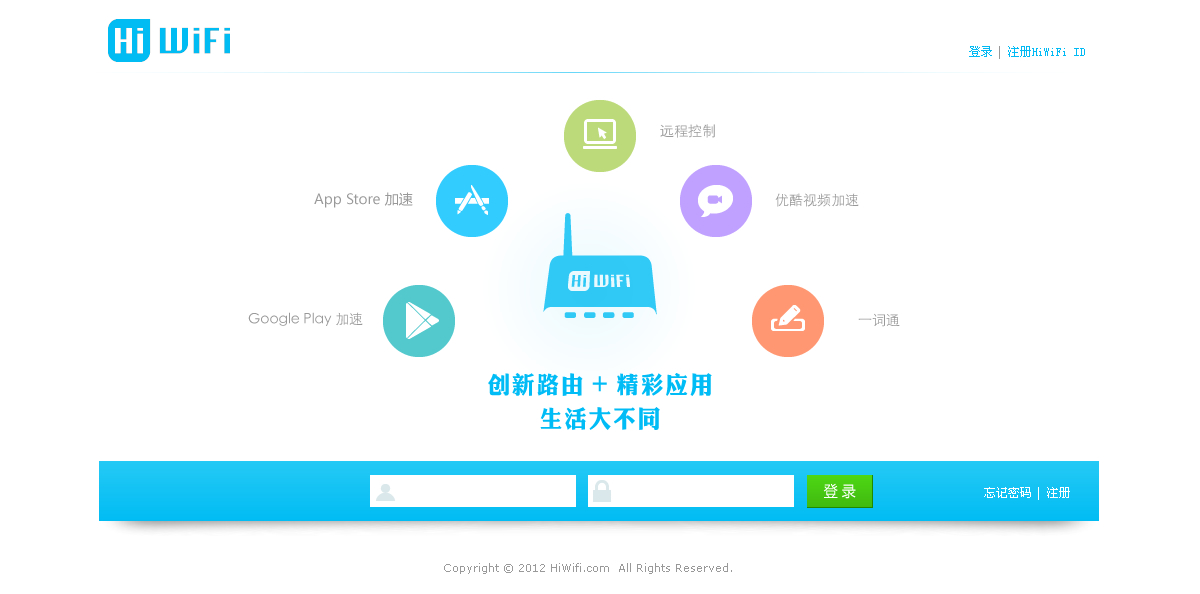 Hi WiFi
登录 | 注册HiWiFi ID
远程控制
App Store 加速
优酷视频加速
Hi WiFi
Google Play 加速
一词通
创新路由 + 精彩应用
生活大不同
登录
忘记密码 | 注册
Copyright © 2012 HiWifi.com All Rights Reserved.